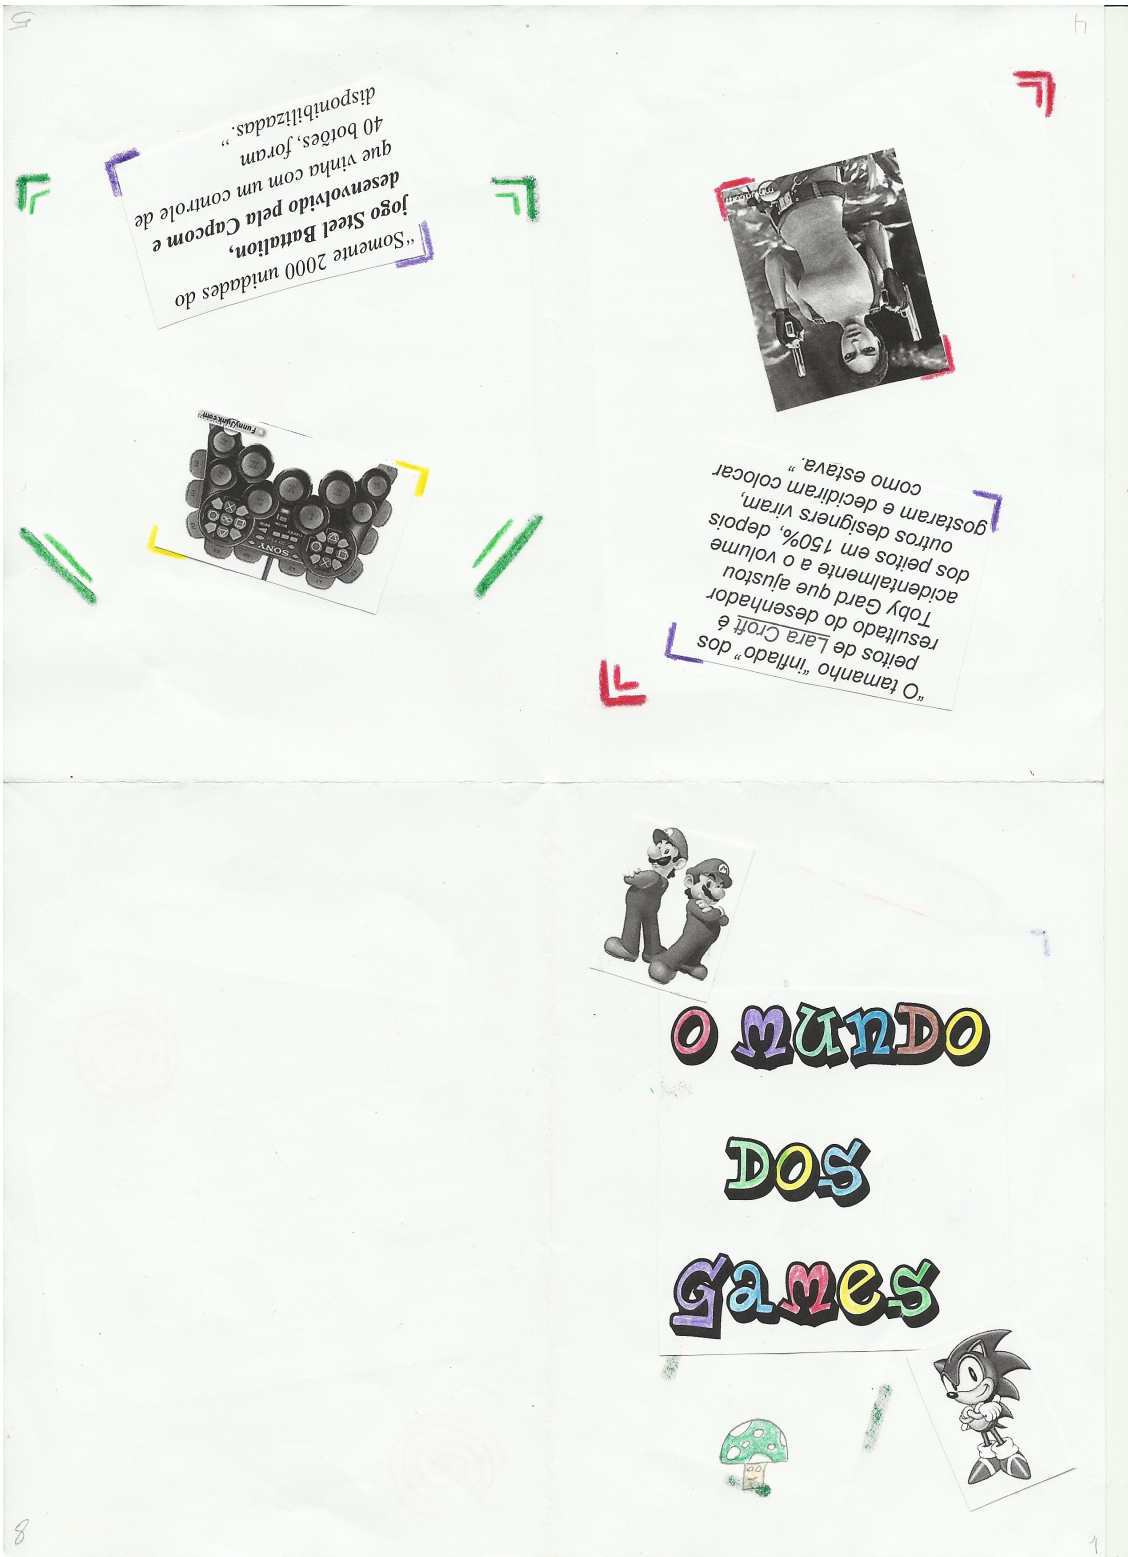 O MUNDO
DOS
games
1
4
"O tamanho "inflado" dos
peitos de Lara Croft é
resultado do desenhador
Toby Gard que ajustou
acidentalmente a o volume
dos peitos em 150%, depois
outros designers viram,
gostaram e decidiram colocar
como estava."
5
"Somente 2000 unidades do
jogo Steel Battalion,
desenvolvido pela Capcom e
que vinha com um controle de
40 botões, foram
disponibilizadas."
SONY
FunnyJunk.com
8